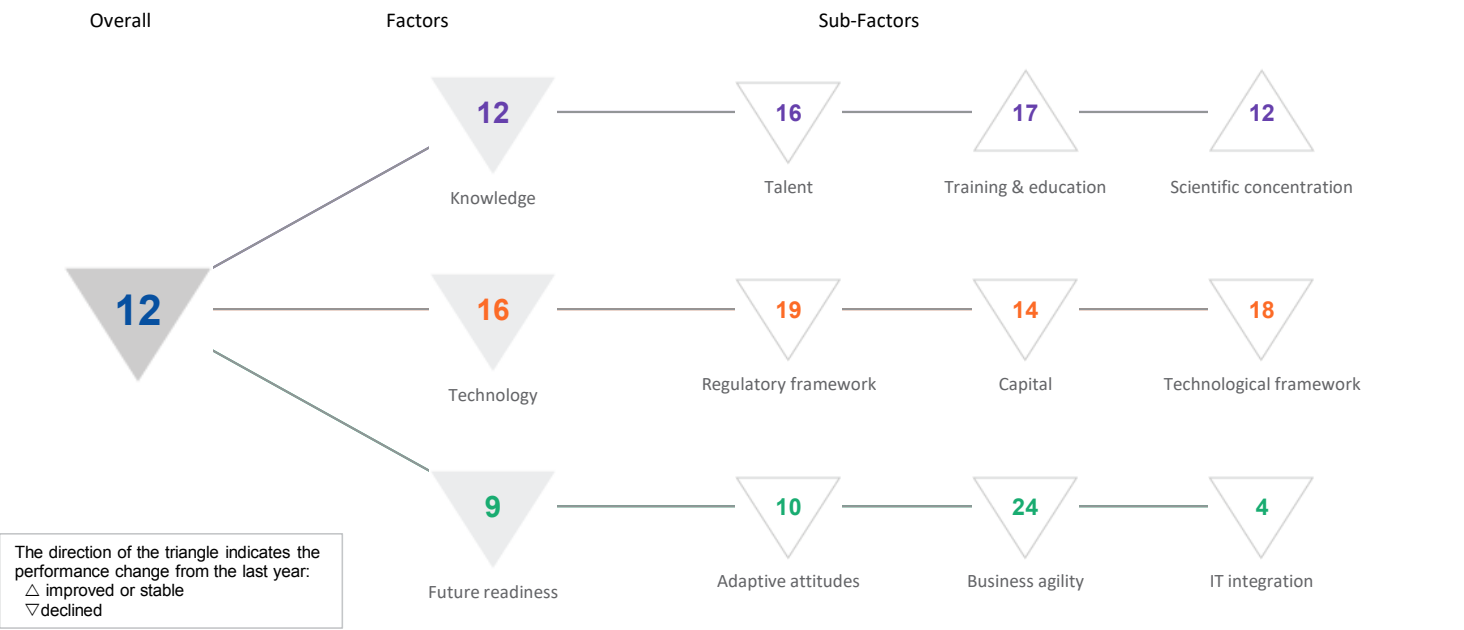 Overall
Factors
Sub-Factors
12
16
17
12
Knowledge
Talent
Training & education
Scientific concentration
12
16
19
14
18
Technology
Regulatory framework
Capital
Technological framework
9
10
24
4
Future readiness
Adaptive attitudes
Business agility
IT integration
The direction of the triangle indicates the
performance change from the last year:
△ improved or stable
▽declined